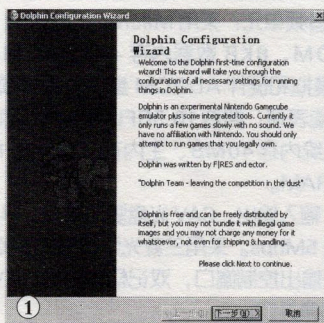 Dolphin Configuration Wizard
Dolphin Configuration
Wizard
Welcome to the Dolphin first-time configuration
wizard! This wizard will take you through the
configuration of all necessary settings for running
things in Dolphin.
Dolphin is an experimental Nintendo Gamecube
emulator plus some integrated tools. Currently it
only runs a few games slowly with no sound. We
have no affiliation with Nintendo. You should only
attempt to run games that you legally own.
Dolphin was written by F|RES and ector.
"Dolphin Team - leaving the competition in the dust"
Dolphin is free and can be freely distributed by
itself, but you may not bundle it with illegal game
images and you may not charge any money for it
whatsoever, not even for shipping & handling.
Please click Next to continue.
下一步(N) > 取消
①